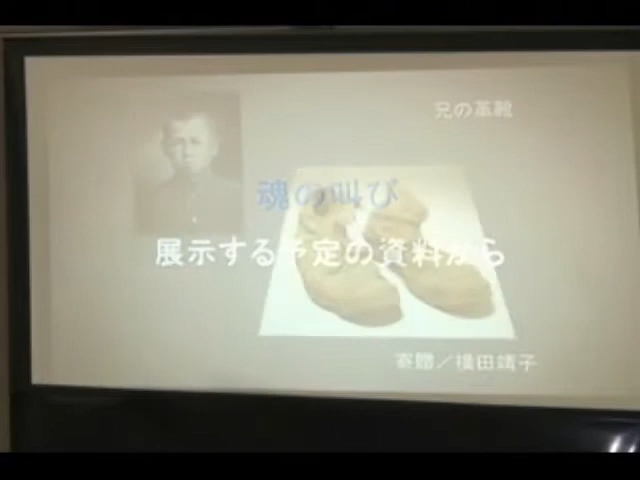 兄の革靴
魂の叫び
展示する予定の資料から
寄贈／横田靖子